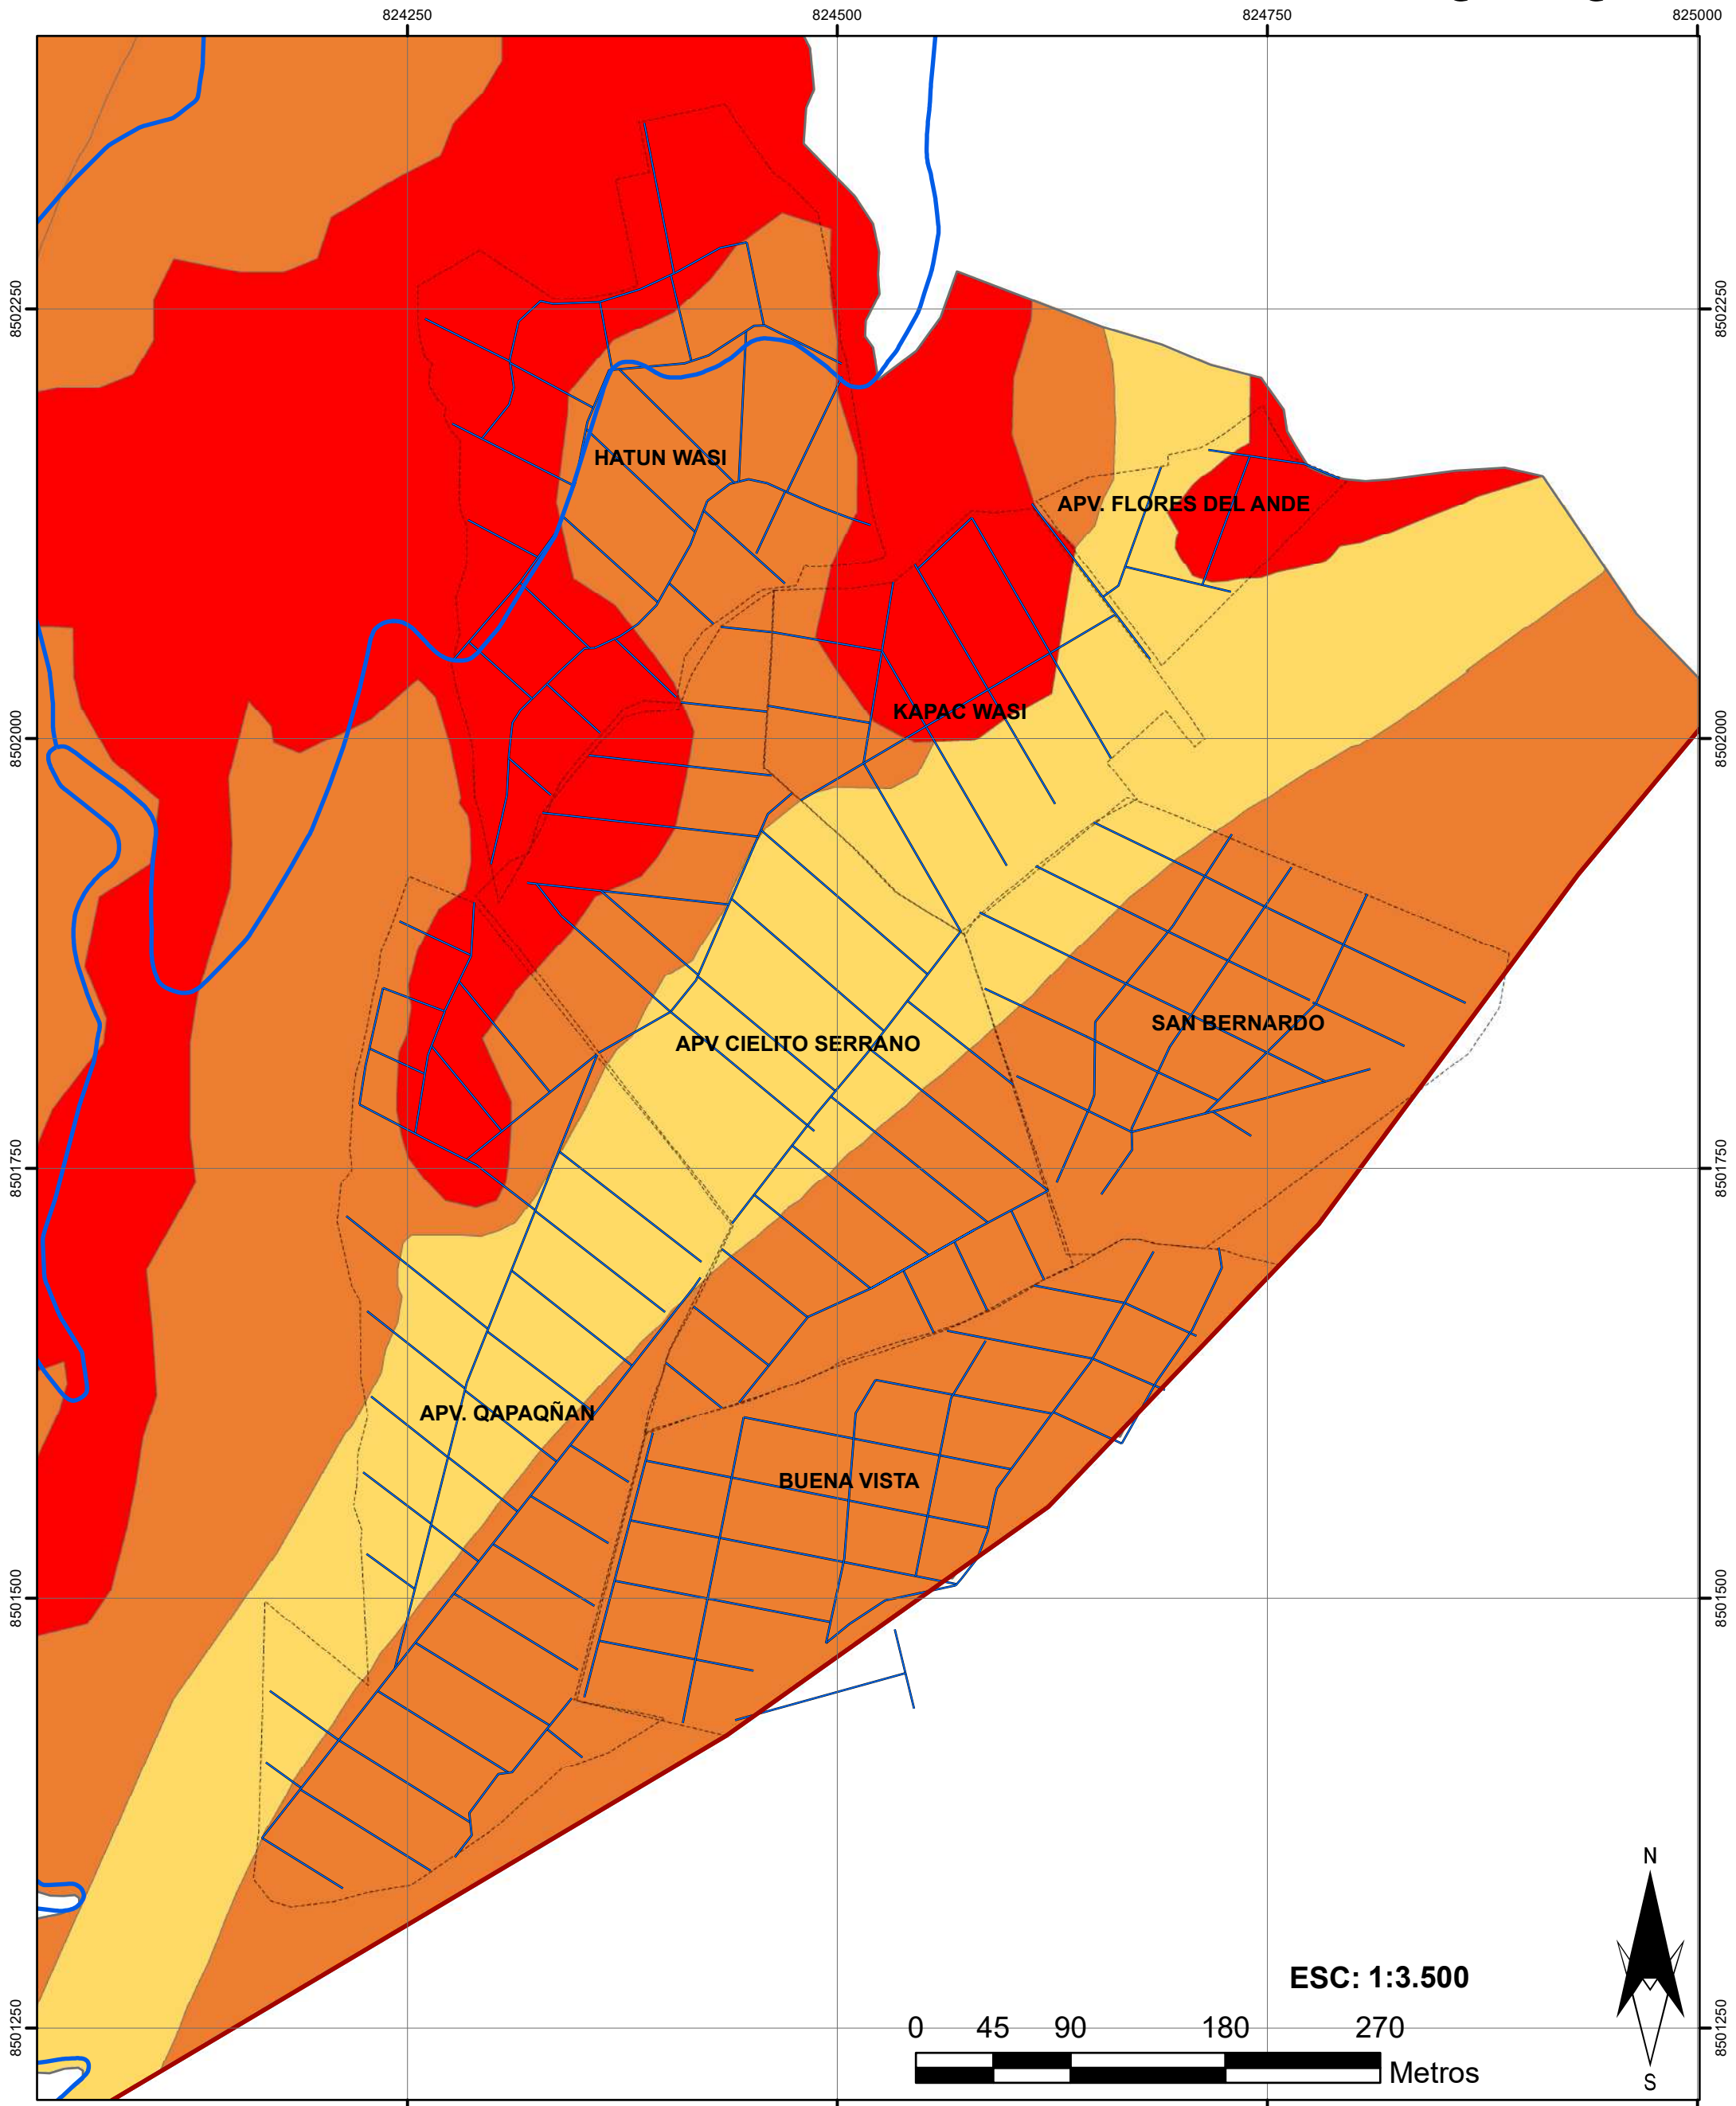 824250
824500
824750
825000
8502250
8502250
HATUN WASI
APV. FLORES DEL ANDE
KAPAC WASI
8502000
8502000
SAN BERNARDO
APV CIELITO SERRANO
8501750
8501750
APV. QAPAQÑAN
BUENA VISTA
8501500
8501500
N
ESC: 1:3.500
8501250
8501250
0 45 90 180 270
Metros
S